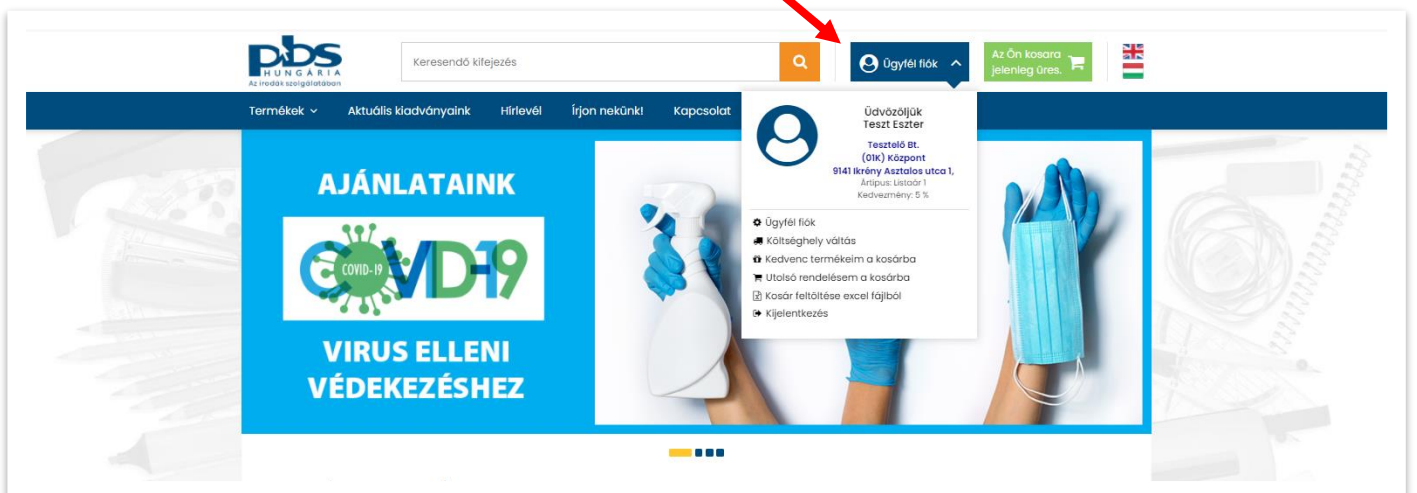 pbs
HUNGÁRIA
Az irodák szolgálatában
Keresendő kifejezés
Ügyfél fiók
Az Ön kosara
jelenleg üres.
Termékek
Aktuális kiadványaink
Hírlevél
Írjon nekünk!
Kapcsolat
Üdvözöljük
Teszt Eszter
Tesztelő Bt.
(01K) Központ
9141 Ikrény Asztalos utca 1,
Ártípus: Listaár 1
Kedvezmény: 5 %
Ügyfél fiók
Költséghely váltás
Kedvenc termékeim a kosárba
Utolsó rendelésem a kosárba
Kosár feltöltése excel fájlból
Kijelentkezés
AJÁNLATAINK
COVID-19
COVID-19
VIRUS ELLENI
VÉDEKEZÉSHEZ